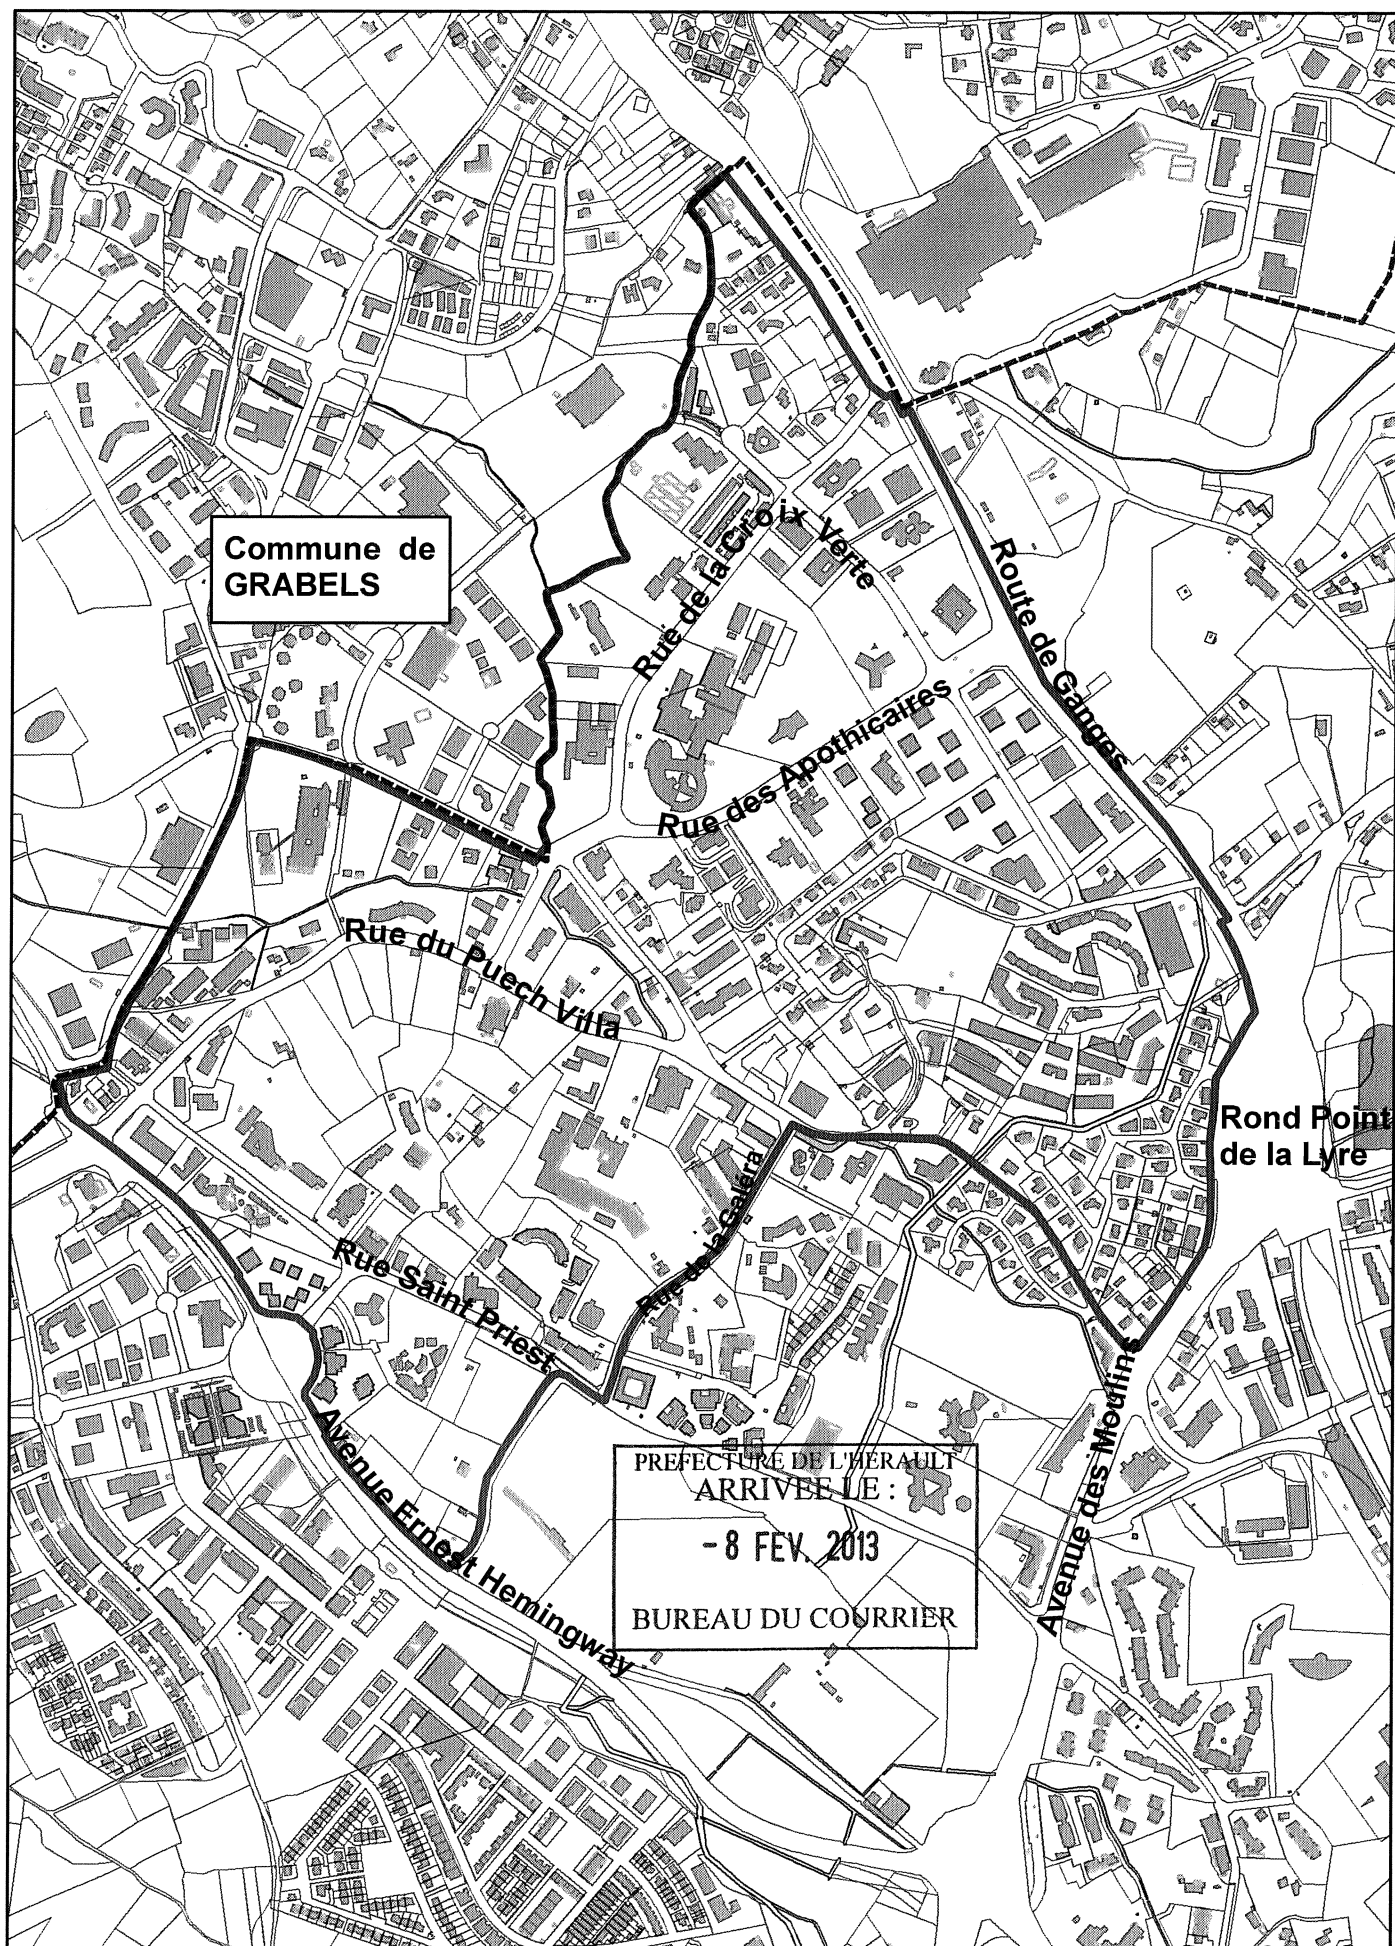 Commune de
GRABELS
Rue de la Croix Verte
Route de Ganges
Rue des Apothicaires
Rue du Puech Villa
Rond Point
de la Lyre
Rue de la Galéra
Rue Saint Priest
Avenue Ernest Hemingway
Avenue des Moulins
PREFECTURE DE L'HERAULT
ARRIVEE LE :
- 8 FEV. 2013
BUREAU DU COURRIER